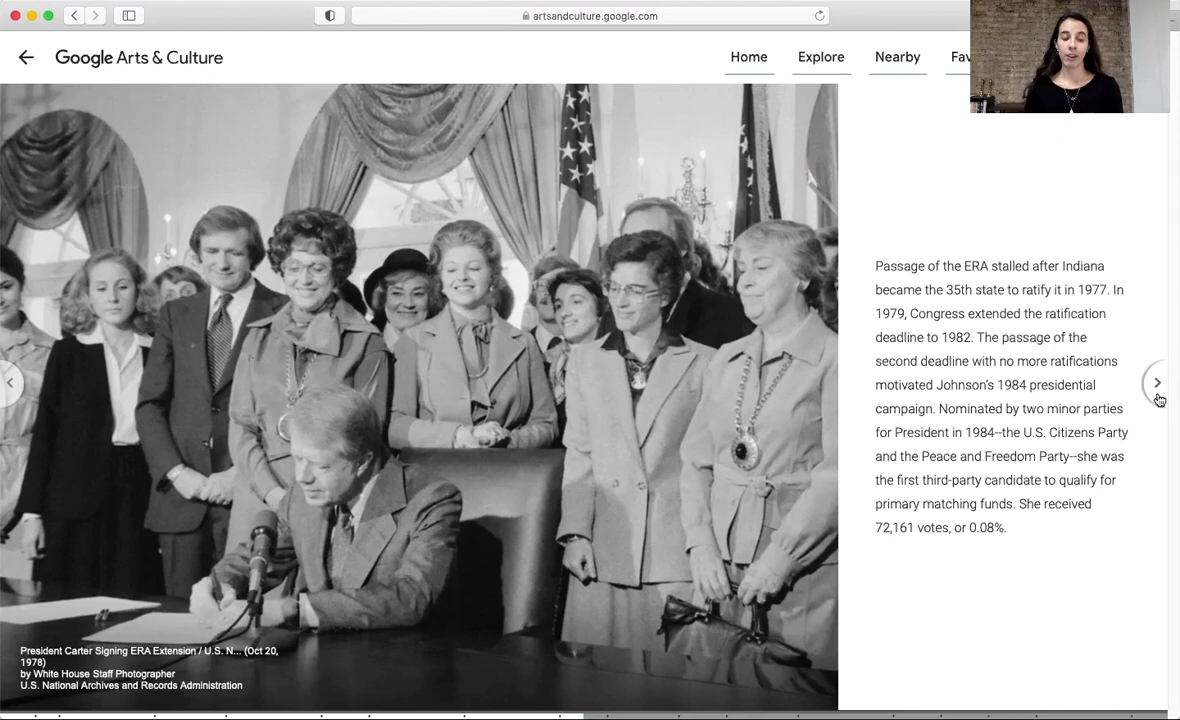 artsandculture.google.com
Google Arts & Culture
Home Explore Nearby Fav
Passage of the ERA stalled after Indiana
became the 35th state to ratify it in 1977. In
1979, Congress extended the ratification
deadline to 1982. The passage of the
second deadline with no more ratifications
motivated Johnson's 1984 presidential
campaign. Nominated by two minor parties
for President in 1984--the U.S. Citizens Party
and the Peace and Freedom Party--she was
the first third-party candidate to qualify for
primary matching funds. She received
72,161 votes, or 0.08%.
President Carter Signing ERA Extension / U.S. N... (Oct 20,
1978)
by White House Staff Photographer
U.S. National Archives and Records Administration